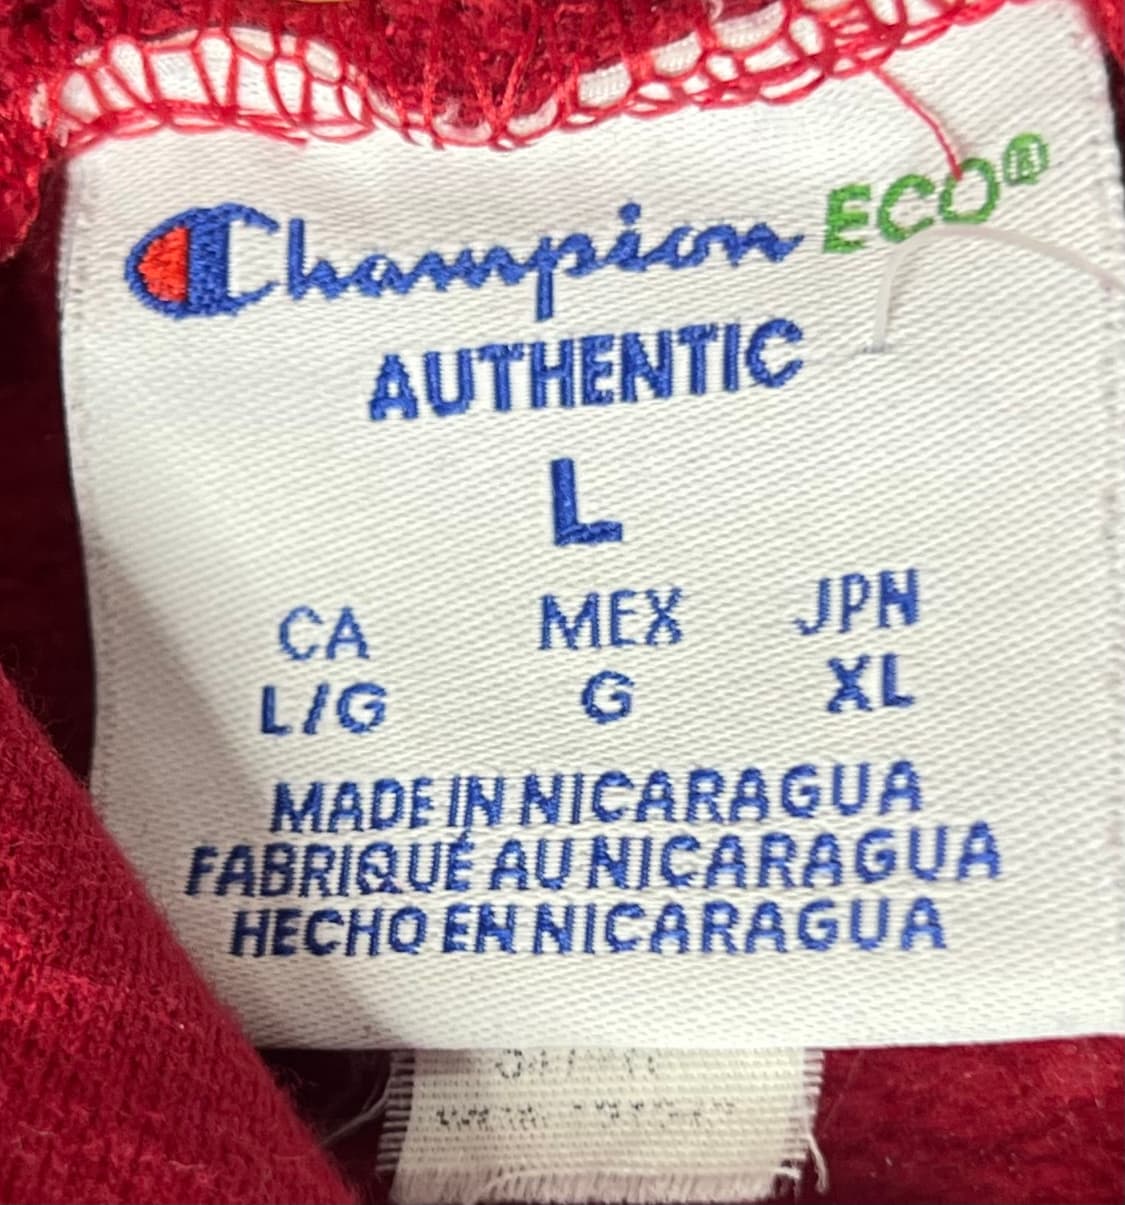 Champion ECO®
AUTHENTIC
L
CA MEX JPN
L/G G XL
MADE IN NICARAGUA
FABRIQUÉ AU NICARAGUA
HECHO EN NICARAGUA